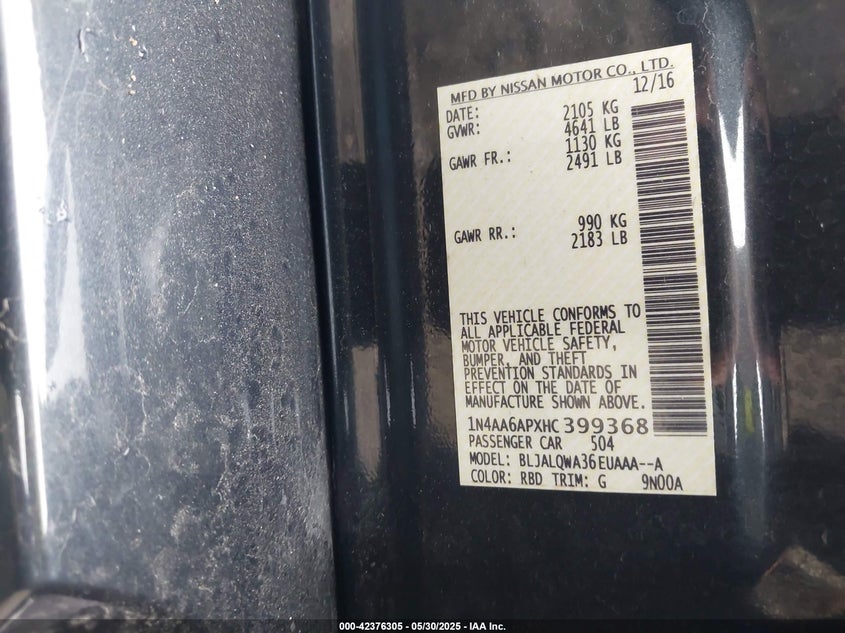 MFD BY NISSAN MOTOR CO., LTD.
DATE: 12/16
GVWR: 2105 KG
4641 LB
GAWR FR.: 1130 KG
2491 LB
GAWR RR.: 990 KG
2183 LB
THIS VEHICLE CONFORMS TO
ALL APPLICABLE FEDERAL
MOTOR VEHICLE SAFETY,
BUMPER, AND THEFT
PREVENTION STANDARDS IN
EFFECT ON THE DATE OF
MANUFACTURE SHOWN ABOVE.
1N4AA6APXHC399368
PASSENGER CAR 504
MODEL: BLJALQWA36EUAAA--A
COLOR: RBD TRIM: G 9N00A
000-42376305 - 05/30/2025 - IAA Inc.